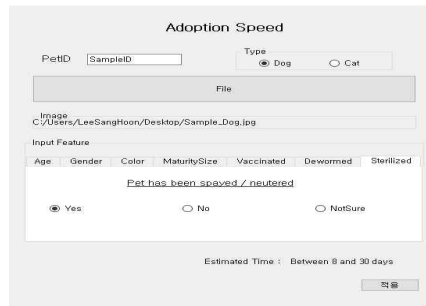 Adoption Speed
PetID SampleID
Type
Dog Cat
File
Image
C:/Users/LeeSangHoon/Desktop/Sample_Dog.jpg
Input Feature
Age Gender Color MaturitySize Vaccinated Dewormed Sterilized
Pet has been spayed / neutered
Yes No NotSure
Estimated Time : Between 8 and 30 days
적용